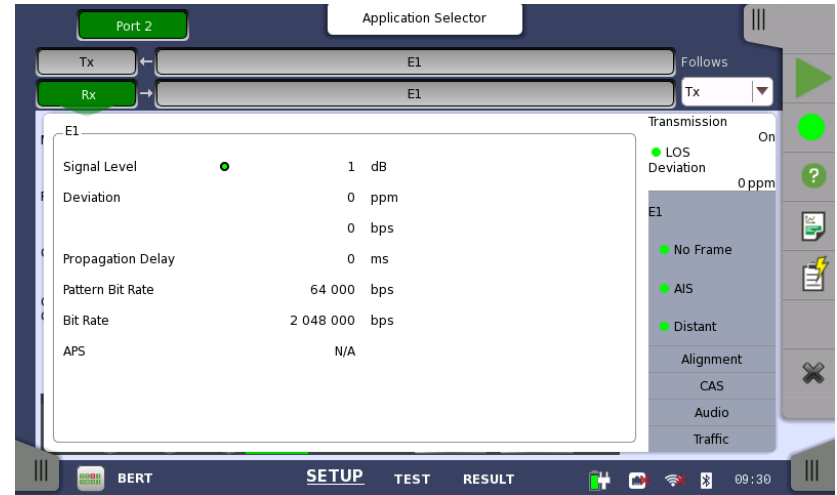 Port 2
Application Selector
Tx
E1
Follows
Rx
E1
Tx
E1
Signal Level 1 dB
Deviation 0 ppm
0 bps
Propagation Delay 0 ms
Pattern Bit Rate 64 000 bps
Bit Rate 2 048 000 bps
APS N/A
Transmission
On
LOS
Deviation
0 ppm
E1
No Frame
AIS
Distant
Alignment
CAS
Audio
Traffic
BERT
SETUP
TEST
RESULT
09:30